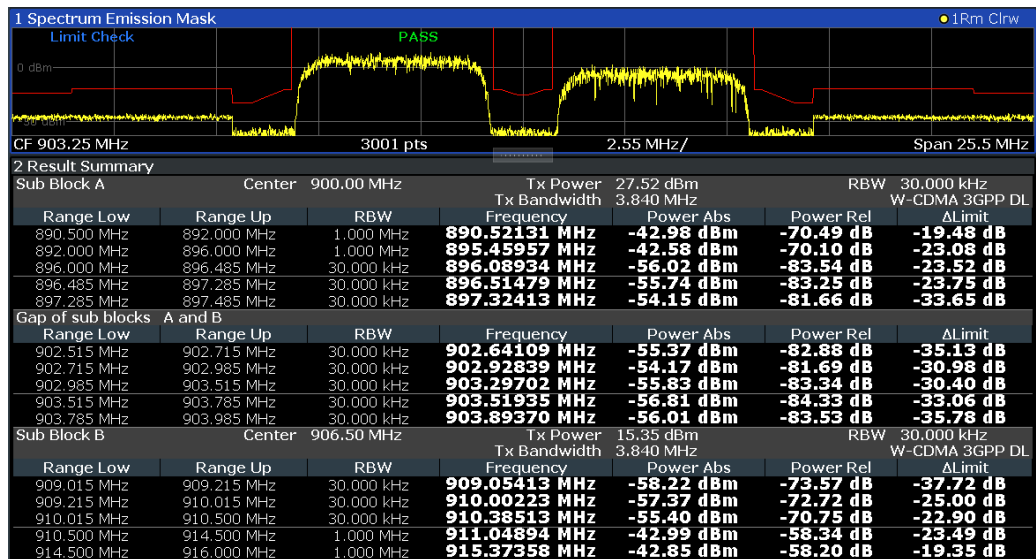 1 Spectrum Emission Mask 1Rm Clrw
Limit Check PASS
0 dBm
CF 903.25 MHz 3001 pts 2.55 MHz/ Span 25.5 MHz
2 Result Summary
Sub Block A Center 900.00 MHz Tx Power 27.52 dBm RBW 30.000 kHz
Tx Bandwidth 3.840 MHz W-CDMA 3GPP DL
Range Low Range Up RBW Frequency Power Abs Power Rel ΔLimit
890.500 MHz 892.000 MHz 1.000 MHz 890.52131 MHz -42.98 dBm -70.49 dB -19.48 dB
892.000 MHz 896.000 MHz 1.000 MHz 895.45957 MHz -42.58 dBm -70.10 dB -23.08 dB
896.000 MHz 896.485 MHz 30.000 kHz 896.08934 MHz -56.02 dBm -83.54 dB -23.52 dB
896.485 MHz 897.285 MHz 30.000 kHz 896.51479 MHz -55.74 dBm -83.25 dB -23.75 dB
897.285 MHz 897.485 MHz 30.000 kHz 897.32413 MHz -54.15 dBm -81.66 dB -33.65 dB
Gap of sub blocks A and B
Range Low Range Up RBW Frequency Power Abs Power Rel ΔLimit
902.515 MHz 902.715 MHz 30.000 kHz 902.64109 MHz -55.37 dBm -82.88 dB -35.13 dB
902.715 MHz 902.985 MHz 30.000 kHz 902.92839 MHz -54.17 dBm -81.69 dB -30.98 dB
902.985 MHz 903.515 MHz 30.000 kHz 903.29702 MHz -55.83 dBm -83.34 dB -30.40 dB
903.515 MHz 903.785 MHz 30.000 kHz 903.51935 MHz -56.81 dBm -84.33 dB -33.06 dB
903.785 MHz 903.985 MHz 30.000 kHz 903.89370 MHz -56.01 dBm -83.53 dB -35.78 dB
Sub Block B Center 906.50 MHz Tx Power 15.35 dBm RBW 30.000 kHz
Tx Bandwidth 3.840 MHz W-CDMA 3GPP DL
Range Low Range Up RBW Frequency Power Abs Power Rel ΔLimit
909.015 MHz 909.215 MHz 30.000 kHz 909.05413 MHz -58.22 dBm -73.57 dB -37.72 dB
909.215 MHz 910.015 MHz 30.000 kHz 910.00223 MHz -57.37 dBm -72.72 dB -25.00 dB
910.015 MHz 910.500 MHz 30.000 kHz 910.38513 MHz -55.40 dBm -70.75 dB -22.90 dB
910.500 MHz 914.500 MHz 1.000 MHz 911.04894 MHz -42.99 dBm -58.34 dB -23.49 dB
914.500 MHz 916.000 MHz 1.000 MHz 915.37358 MHz -42.85 dBm -58.20 dB -19.35 dB